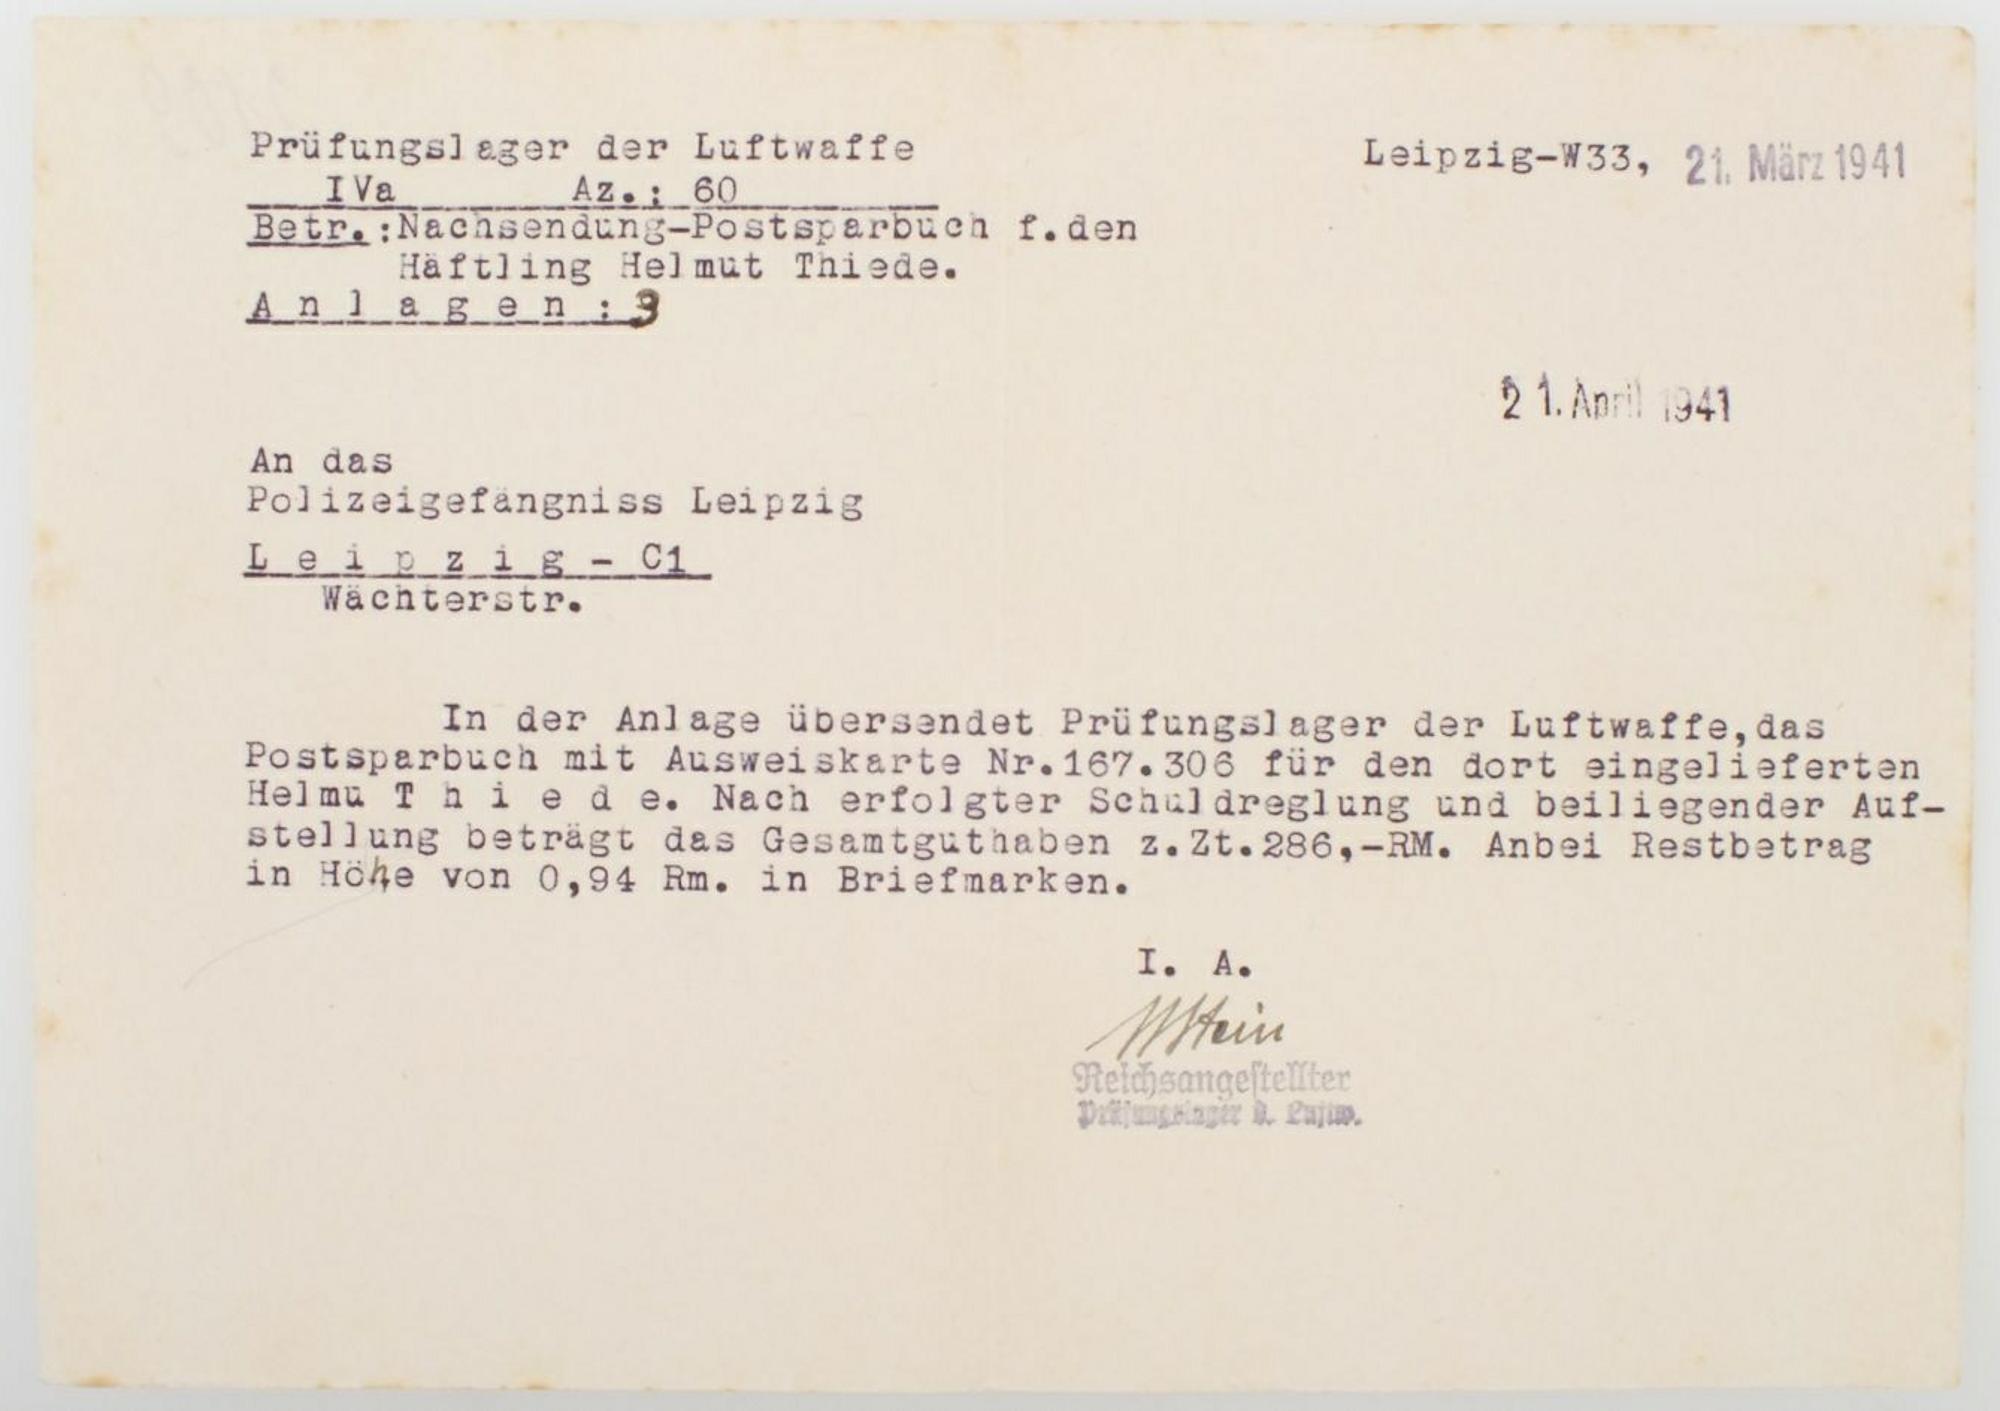 Prüfungslager der Luftwaffe
Leipzig-W33, 21. März 1941
IVa Az.: 60
Betr.:Nachsendung-Postsparbuch f.den
Häftling Helmut Thiede.
A n l a g e n : 3
21. April 1941
An das
Polizeigefängniss Leipzig
L e i p z i g - C1
Wächterstr.
In der Anlage übersendet Prüfungslager der Luftwaffe,das
Postsparbuch mit Ausweiskarte Nr.167.306 für den dort eingelieferten
Helmu T h i e d e. Nach erfolgter Schuldreglung und beiliegender Auf-
stellung beträgt das Gesamtguthaben z.Zt.286,-RM. Anbei Restbetrag
in Höhe von 0,94 Rm. in Briefmarken.
I. A.
Reichsangestellter
Prüfungslager d. Luftw.